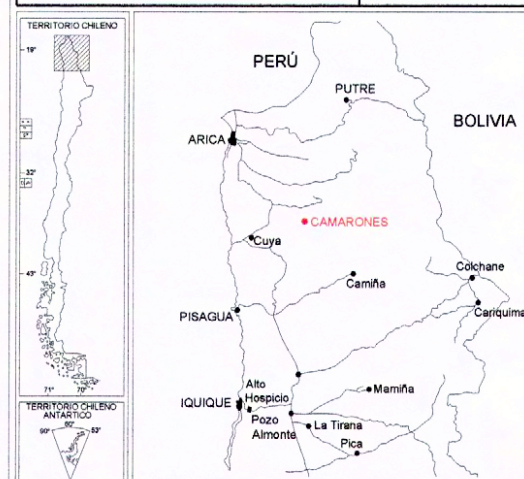 TERRITORIO CHILENO
19°
32°
43°
71°
70°
TERRITORIO CHILENO
ANTÁRTICO
90°
53°
PERÚ
PUTRE
BOLIVIA
ARICA
CAMARONES
Cuya
Colchane
Camiña
Cariquima
PISAGUA
Mamiña
Alto
Hospicio
IQUIQUE
Pozo
Almonte
La Tirana
Pica